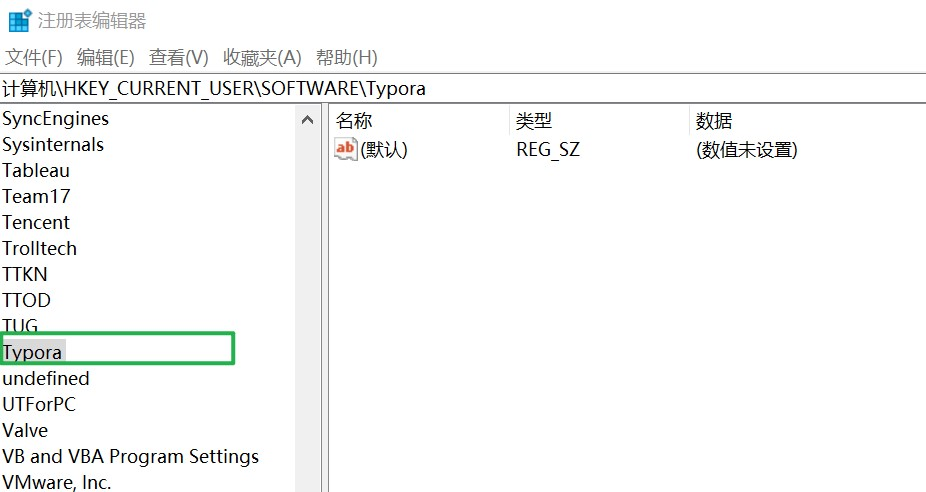 注册表编辑器
文件(F) 编辑(E) 查看(V) 收藏夹(A) 帮助(H)
计算机\HKEY_CURRENT_USER\SOFTWARE\Typora
SyncEngines
Sysinternals
Tableau
Team17
Tencent
Trolltech
TTKN
TTOD
TUG
Typora
undefined
UTForPC
Valve
VB and VBA Program Settings
VMware, Inc.
名称 类型 数据
ab (默认) REG_SZ (数值未设置)